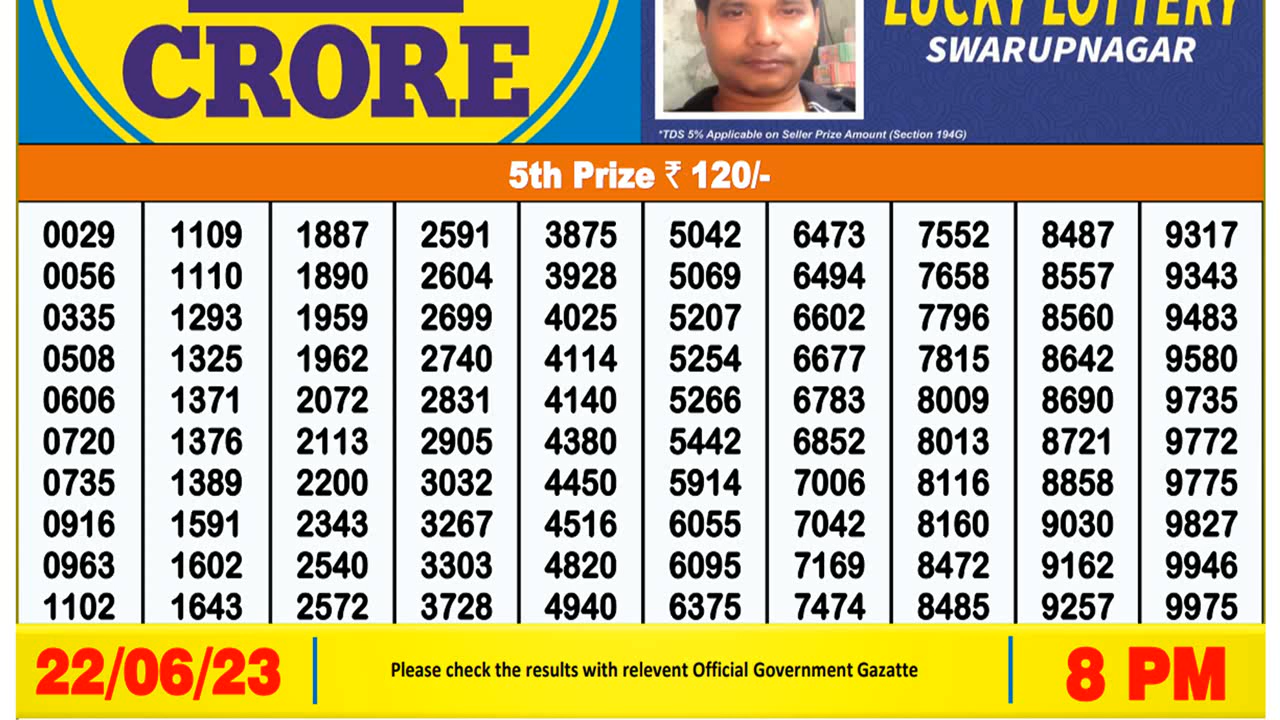 CRORE
LUCKY LOTTERY
SWARUPNAGAR
*TDS 5% Applicable on Seller Prize Amount (Section 194G)
5th Prize ₹ 120/-
0029 1109 1887 2591 3875 5042 6473 7552 8487 9317
0056 1110 1890 2604 3928 5069 6494 7658 8557 9343
0335 1293 1959 2699 4025 5207 6602 7796 8560 9483
0508 1325 1962 2740 4114 5254 6677 7815 8642 9580
0606 1371 2072 2831 4140 5266 6783 8009 8690 9735
0720 1376 2113 2905 4380 5442 6852 8013 8721 9772
0735 1389 2200 3032 4450 5914 7006 8116 8858 9775
0916 1591 2343 3267 4516 6055 7042 8160 9030 9827
0963 1602 2540 3303 4820 6095 7169 8472 9162 9946
1102 1643 2572 3728 4940 6375 7474 8485 9257 9975
22/06/23 Please check the results with relevent Official Government Gazatte 8 PM